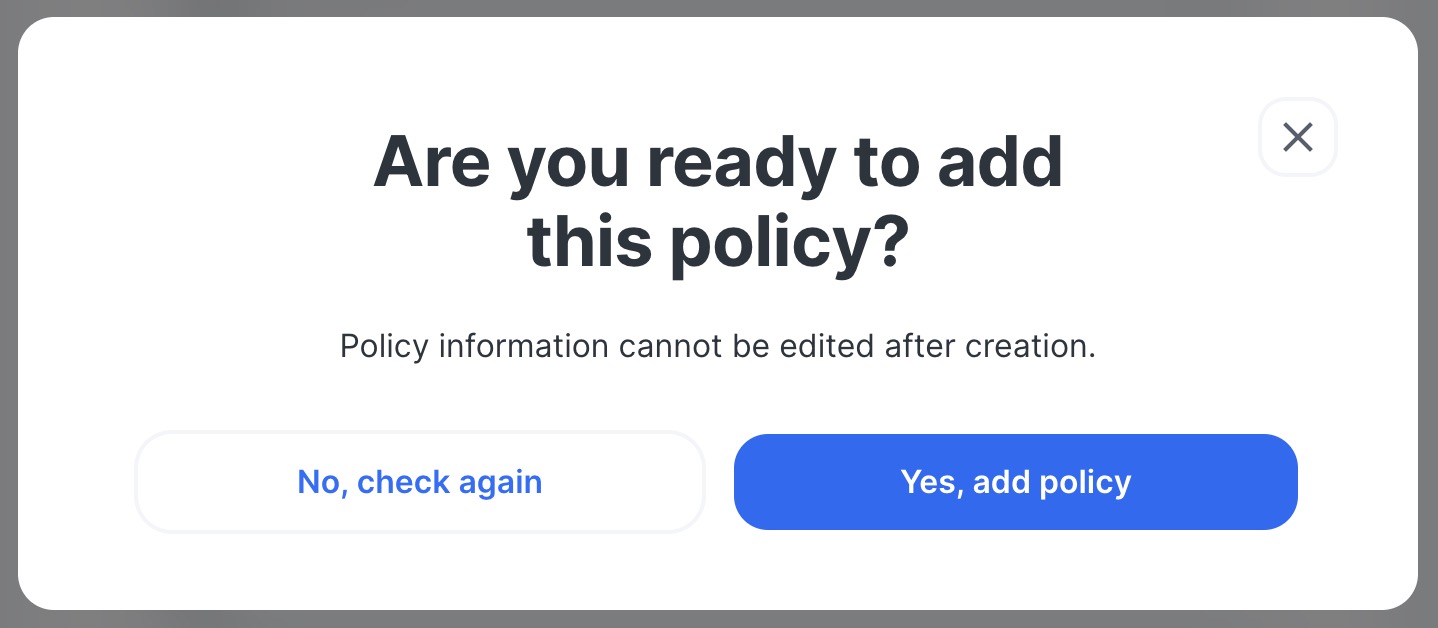 Are you ready to add
this policy?
Policy information cannot be edited after creation.
No, check again
Yes, add policy